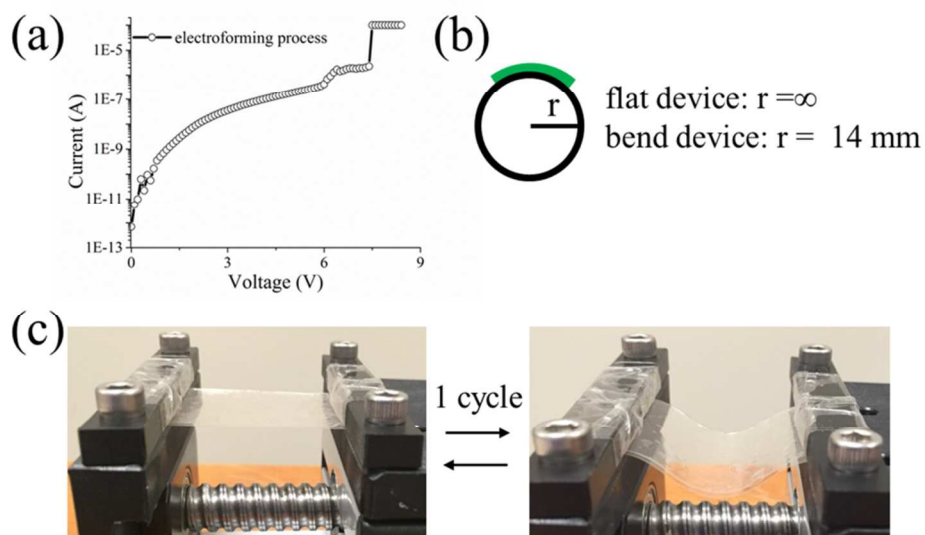 (a)
electroforming process
1E-5
1E-7
1E-9
1E-11
1E-13
Current (A)
0
3
6
9
Voltage (V)
(b)
r
flat device: r =∞
bend device: r = 14 mm
(c)
1 cycle